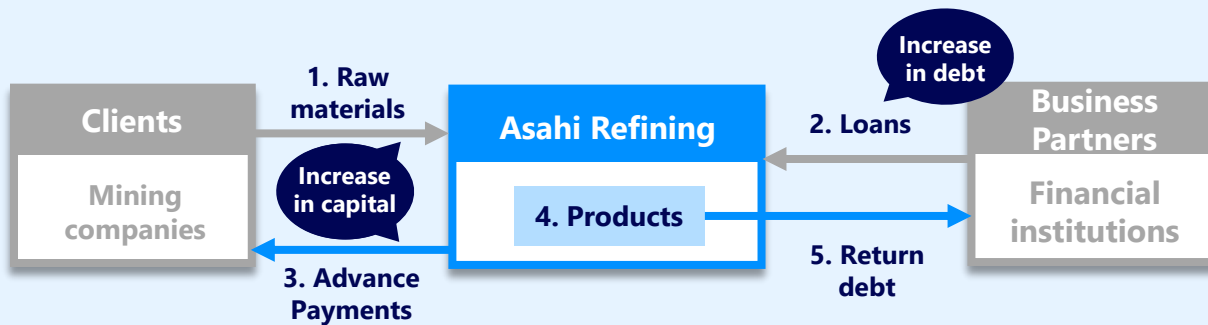 Clients
Mining
companies
1. Raw
materials
Increase
in capital
3. Advance
Payments
Asahi Refining
4. Products
Increase
in debt
2. Loans
5. Return
debt
Business
Partners
Financial
institutions